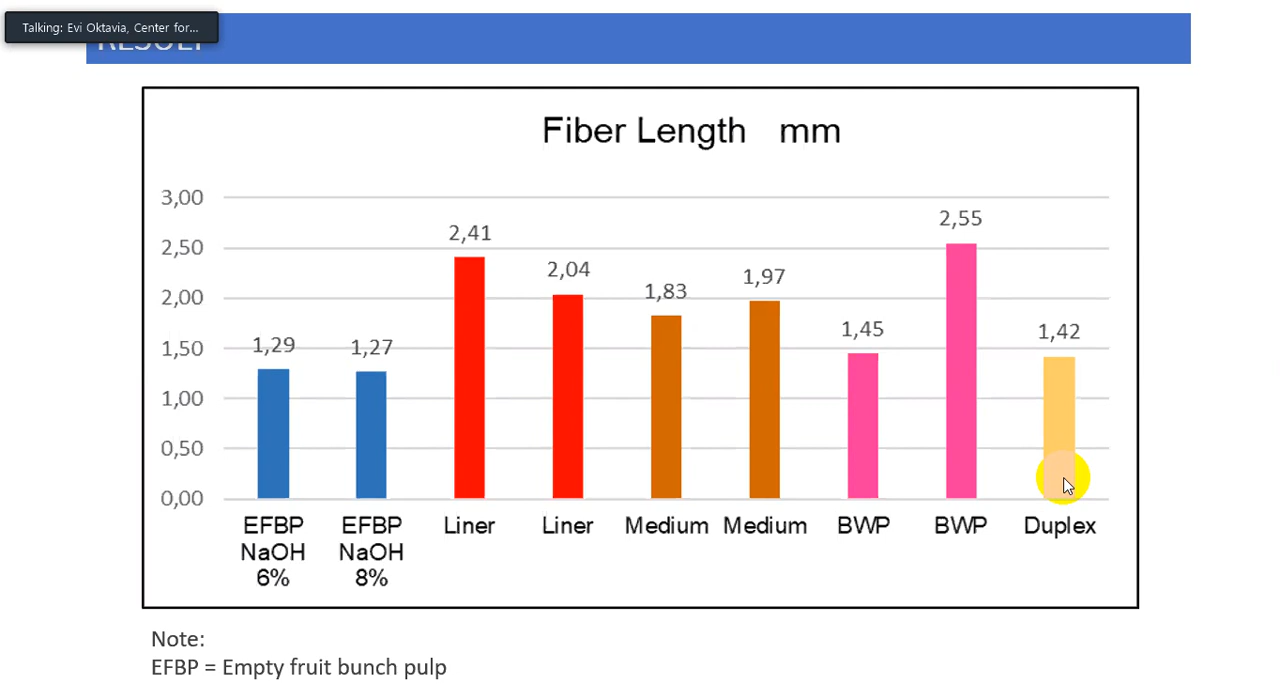 Talking: Evi Oktavia, Center for...
RESULT
Fiber Length mm
3,00
2,50
2,00
1,50
1,00
0,50
0,00
1,29
1,27
2,41
2,04
1,83
1,97
1,45
2,55
1,42
EFBP NaOH 6%
EFBP NaOH 8%
Liner
Liner
Medium
Medium
BWP
BWP
Duplex
Note:
EFBP = Empty fruit bunch pulp